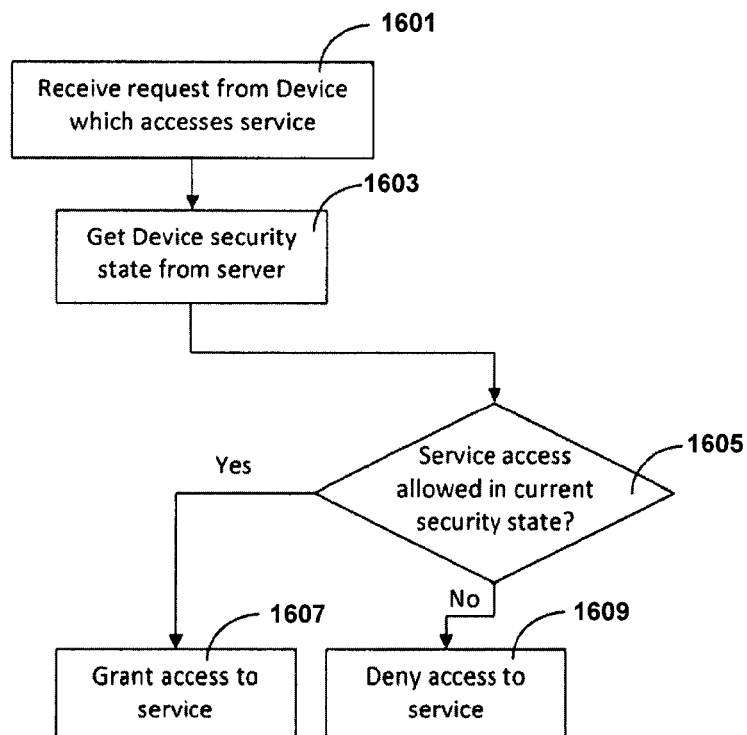 1601
Receive request from Device
which accesses service
1603
Get Device security
state from server
1605
Service access
allowed in current
security state?
Yes
No
1607
Grant access to
service
1609
Deny access to
service